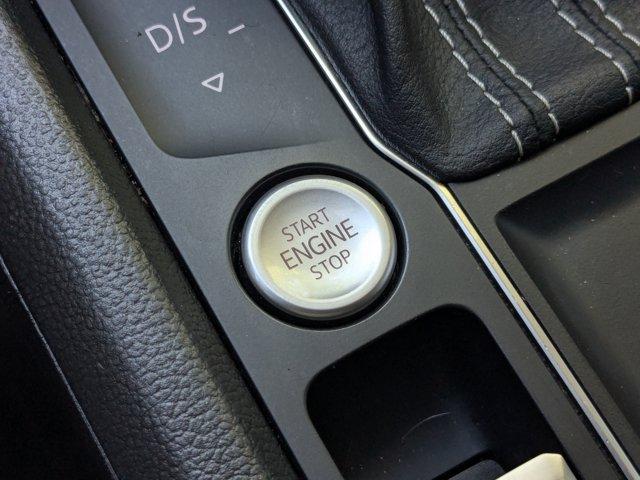 D/S –
START
ENGINE
STOP